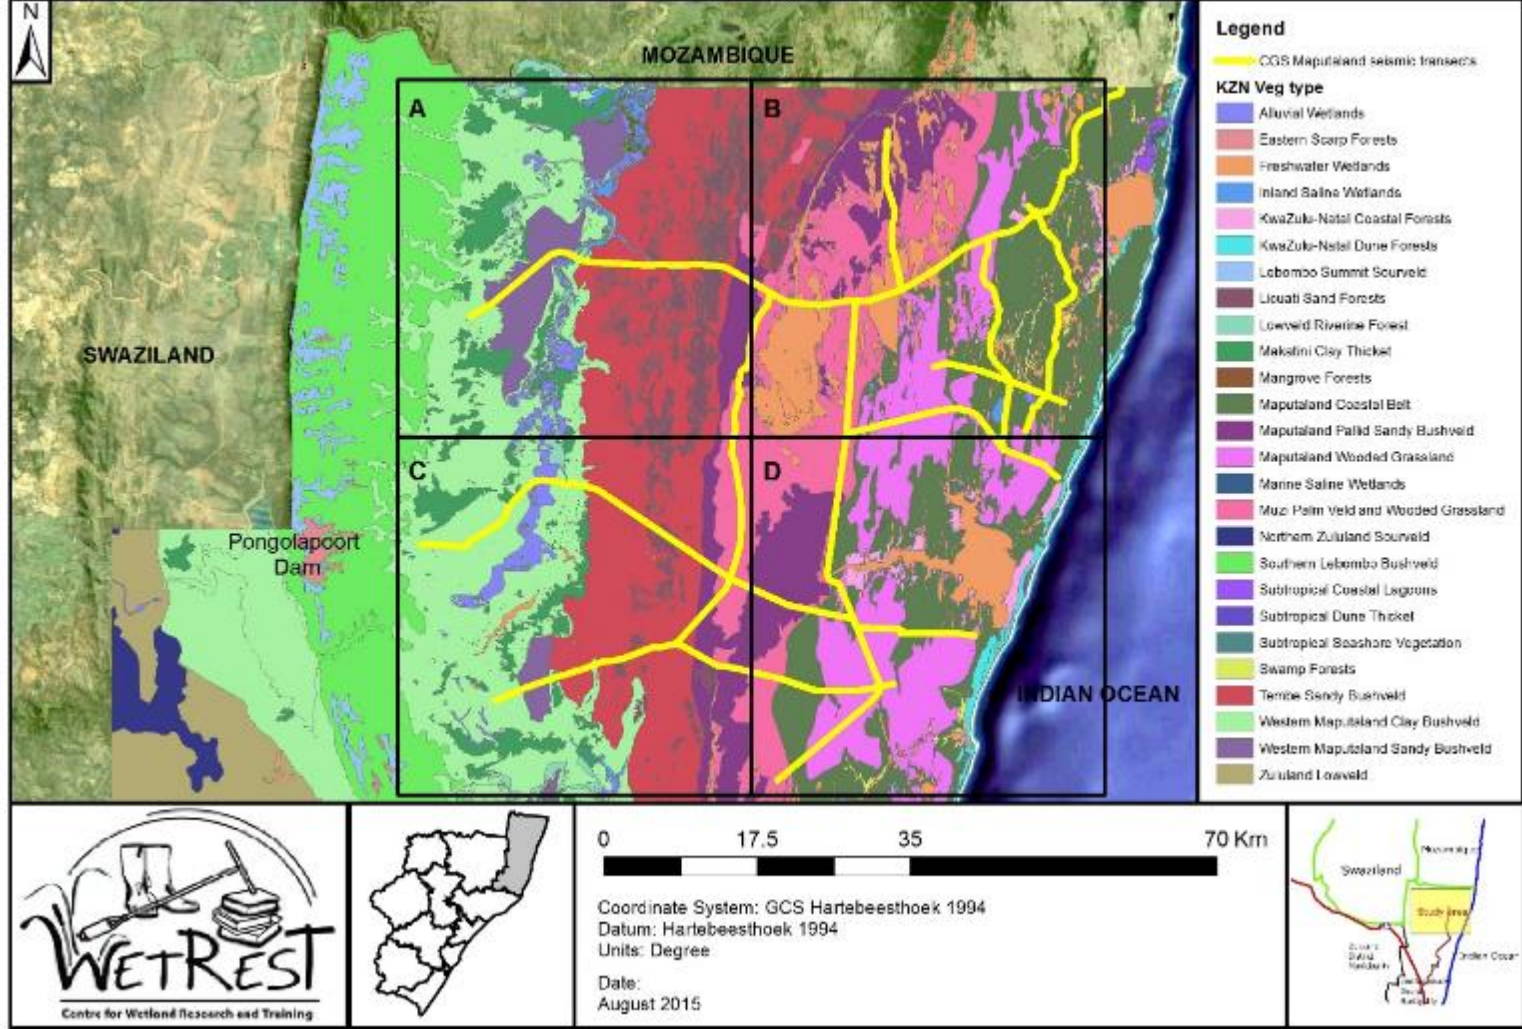 N
MOZAMBIQUE
A
B
SWAZILAND
C
D
Pongolapoort
Dam
INDIAN OCEAN
Legend
CGS Maputaland seismic transects
KZN Veg type
Alluvial Wetlands
Eastern Scarp Forests
Freshwater Wetlands
Inland Saline Wetlands
KwaZulu-Natal Coastal Forests
KwaZulu-Natal Dune Forests
Lebombo Summit Sourveld
Licuati Sand Forests
Lowveld Riverine Forest
Makatini Clay Thicket
Mangrove Forests
Maputaland Coastal Belt
Maputaland Pallid Sandy Bushveld
Maputaland Wooded Grassland
Marine Saline Wetlands
Muzi Palm Veld and Wooded Grassland
Northern Zululand Sourveld
Southern Lebombo Bushveld
Subtropical Coastal Lagoons
Subtropical Dune Thicket
Subtropical Seashore Vegetation
Swamp Forests
Tembe Sandy Bushveld
Western Maputaland Clay Bushveld
Western Maputaland Sandy Bushveld
Zululand Lowveld
WETREST
Centre for Wetland Research and Training
0 17.5 35 70 Km
Coordinate System: GCS Hartebeesthoek 1994
Datum: Hartebeesthoek 1994
Units: Degree
Date:
August 2015
Mozambique
Swaziland
Study area
Indian Ocean
District